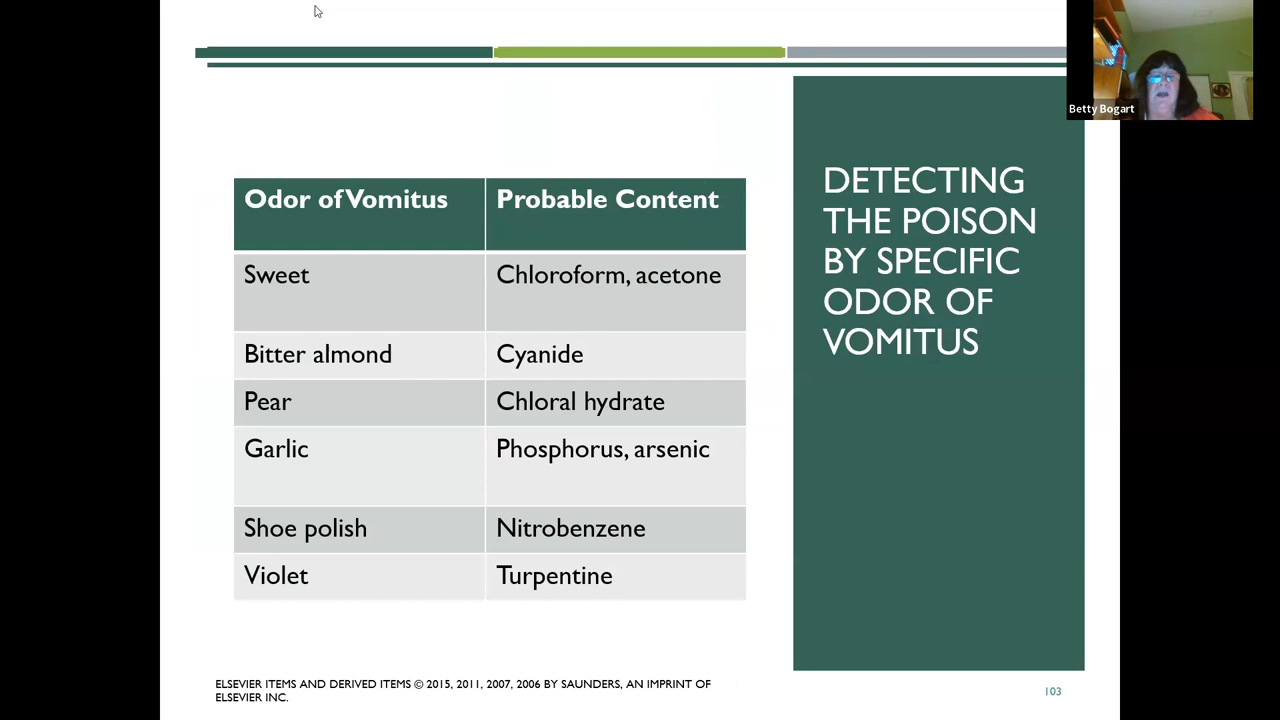 Betty Bogart
DETECTING
THE POISON
BY SPECIFIC
ODOR OF
VOMITUS
Odor of Vomitus Probable Content
Sweet Chloroform, acetone
Bitter almond Cyanide
Pear Chloral hydrate
Garlic Phosphorus, arsenic
Shoe polish Nitrobenzene
Violet Turpentine
ELSEVIER ITEMS AND DERIVED ITEMS © 2015, 2011, 2007, 2006 BY SAUNDERS, AN IMPRINT OF
ELSEVIER INC.
103